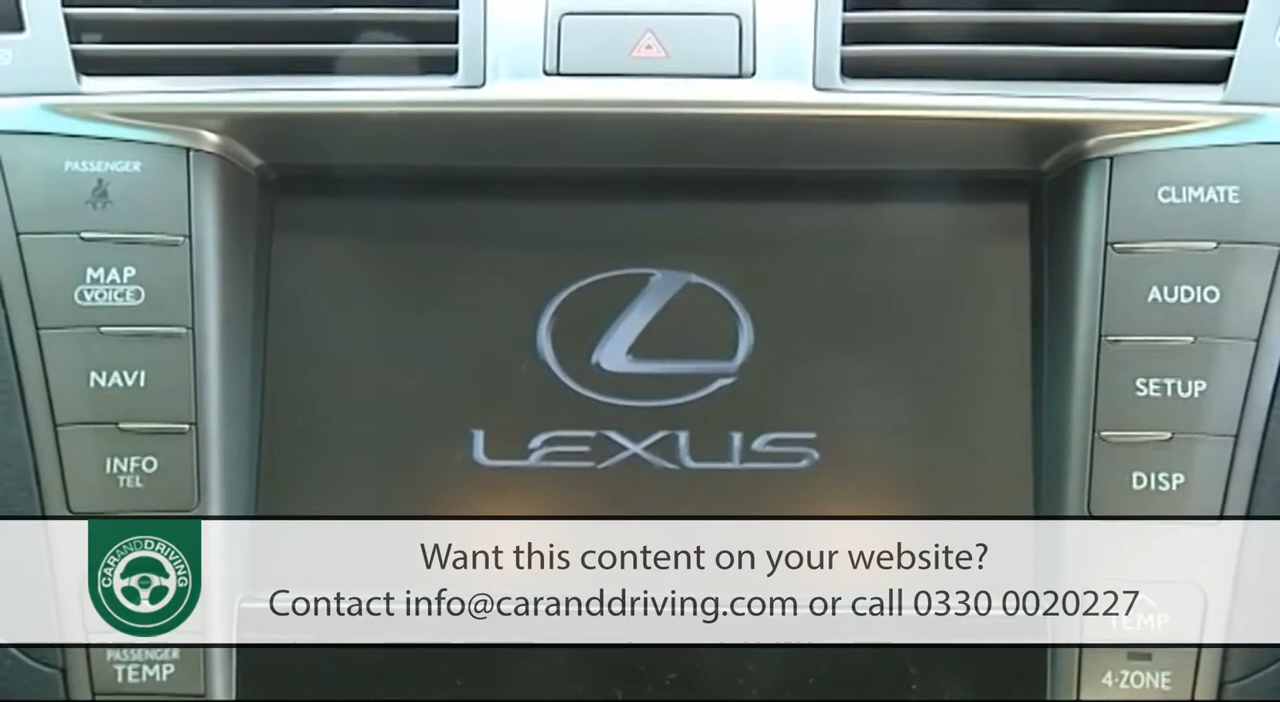 PASSENGER
MAP
VOICE
NAVI
INFO
TEL
CLIMATE
AUDIO
SETUP
DISP
LEXUS
CARANDDRIVING
Want this content on your website?
Contact info@caranddriving.com or call 0330 0020227
PASSENGER
TEMP
TEMP
4-ZONE